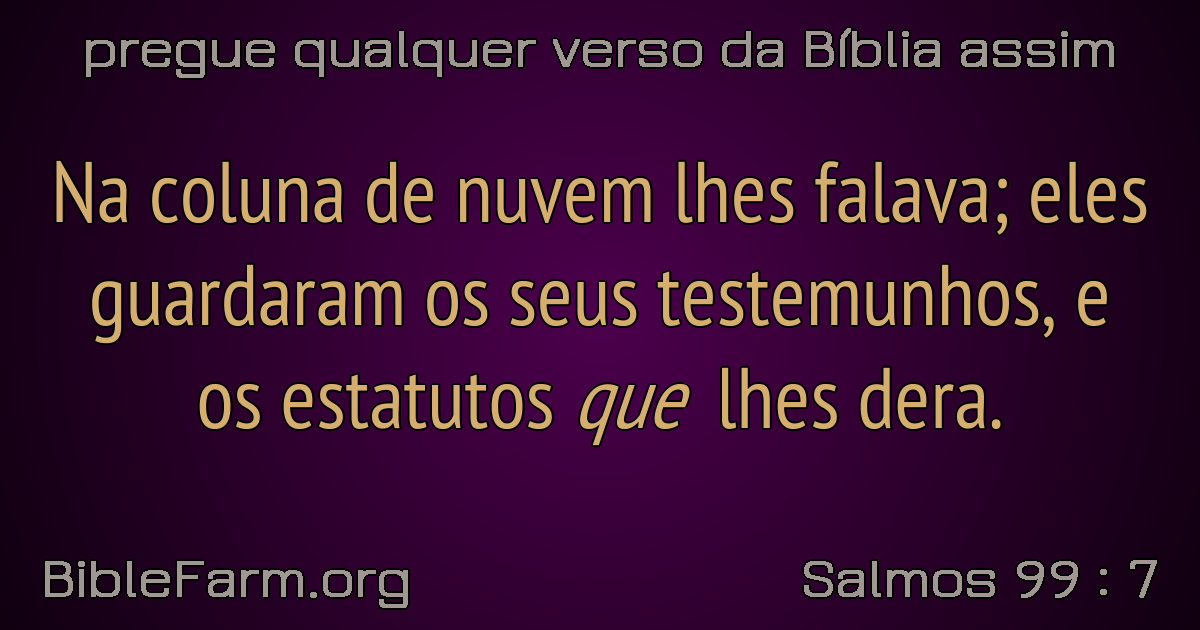 pregue qualquer verso da Bíblia assim
Na coluna de nuvem lhes falava; eles
guardaram os seus testemunhos, e
os estatutos que lhes dera.
BibleFarm.org
Salmos 99 : 7